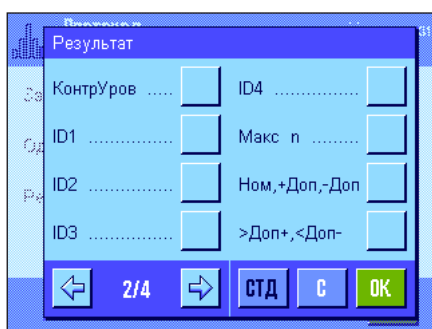 Результат
КонтрУров ..... ID4 ...............
ID1 ............... Макс n .........
ID2 ............... Ном,+Доп,-Доп
ID3 ............... >Доп+,<Доп-
2/4 СТД C OK